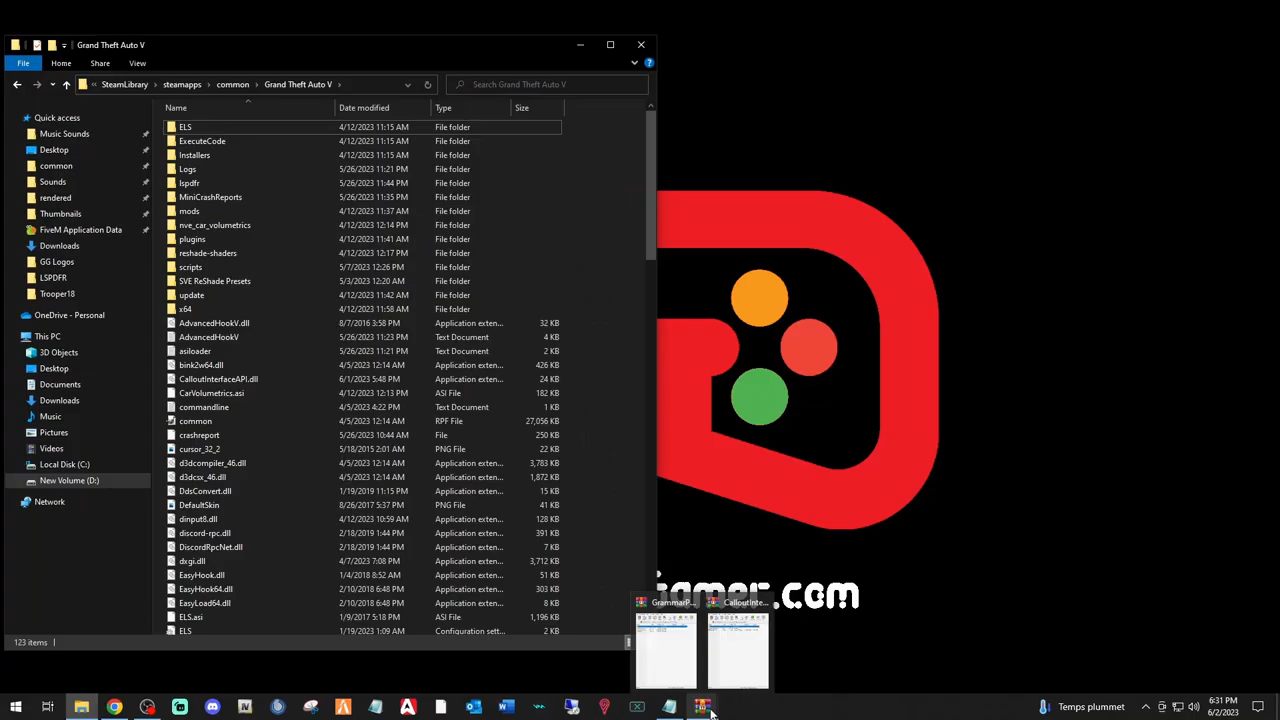 Grand Theft Auto V
File Home Share View
SteamLibrary steamapps common Grand Theft Auto V
Search Grand Theft Auto V
Name Date modified Type Size
Quick access
Music Sounds
Desktop
common
Sounds
rendered
Thumbnails
FiveM Application Data
Downloads
GG Logos
LSPDFR
Trooper18
OneDrive - Personal
This PC
3D Objects
Desktop
Documents
Downloads
Music
Pictures
Videos
Local Disk (C:)
New Volume (D:)
Network
ELS 4/12/2023 11:15 AM File folder
ExecuteCode 4/12/2023 11:15 AM File folder
Installers 4/12/2023 11:15 AM File folder
Logs 5/26/2023 11:21 PM File folder
lspdfr 5/26/2023 11:44 PM File folder
MiniCrashReports 5/26/2023 11:35 PM File folder
mods 4/12/2023 11:37 AM File folder
nve_car_volumetrics 4/12/2023 12:14 PM File folder
plugins 4/12/2023 11:41 AM File folder
reshade-shaders 4/12/2023 12:17 PM File folder
scripts 5/7/2023 12:26 PM File folder
SVE ReShade Presets 5/3/2023 12:20 AM File folder
update 4/12/2023 11:42 AM File folder
x64 4/12/2023 11:58 AM File folder
AdvancedHookV.dll 8/7/2016 3:58 PM Application exten... 32 KB
AdvancedHookV 5/26/2023 11:23 PM Text Document 4 KB
asiloader 5/26/2023 11:21 PM Text Document 2 KB
bink2w64.dll 4/5/2023 12:14 AM Application exten... 426 KB
CalloutInterfaceAPI.dll 6/1/2023 5:48 PM Application exten... 24 KB
CarVolumetrics.asi 4/12/2023 12:13 PM ASI File 182 KB
commandline 4/5/2023 4:22 PM Text Document 1 KB
common 4/5/2023 12:14 AM RPF File 27,056 KB
crashreport 5/26/2023 10:44 AM File 250 KB
cursor_32_2 5/18/2015 2:01 AM PNG File 22 KB
d3dcompiler_46.dll 4/5/2023 12:14 AM Application exten... 3,783 KB
d3dcsx_46.dll 4/5/2023 12:14 AM Application exten... 1,872 KB
DdsConvert.dll 1/19/2019 11:15 PM Application exten... 15 KB
DefaultSkin 8/26/2017 5:37 PM PNG File 41 KB
dinput8.dll 4/12/2023 10:59 AM Application exten... 128 KB
discord-rpc.dll 2/18/2019 1:44 PM Application exten... 391 KB
DiscordRpcNet.dll 2/18/2019 1:44 PM Application exten... 7 KB
dxgi.dll 4/7/2023 7:08 PM Application exten... 3,712 KB
EasyHook.dll 1/4/2018 8:52 AM Application exten... 51 KB
EasyHook64.dll 2/10/2018 6:48 PM Application exten... 303 KB
EasyLoad64.dll 2/10/2018 6:48 PM Application exten... 8 KB
ELS.asi 1/9/2017 5:13 PM ASI File 1,196 KB
ELS 1/19/2023 Configuration sett... 2 KB
123 items
gamer.com
GrammarP... CalloutInte...
Temps plummet
6:31 PM
6/2/2023